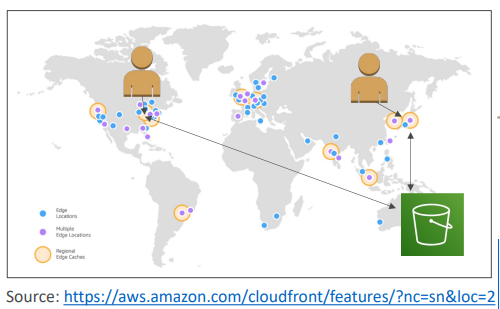 Edge
Locations
Multiple
Edge Locations
Regional
Edge Caches
Source: https://aws.amazon.com/cloudfront/features/?nc=sn&loc=2